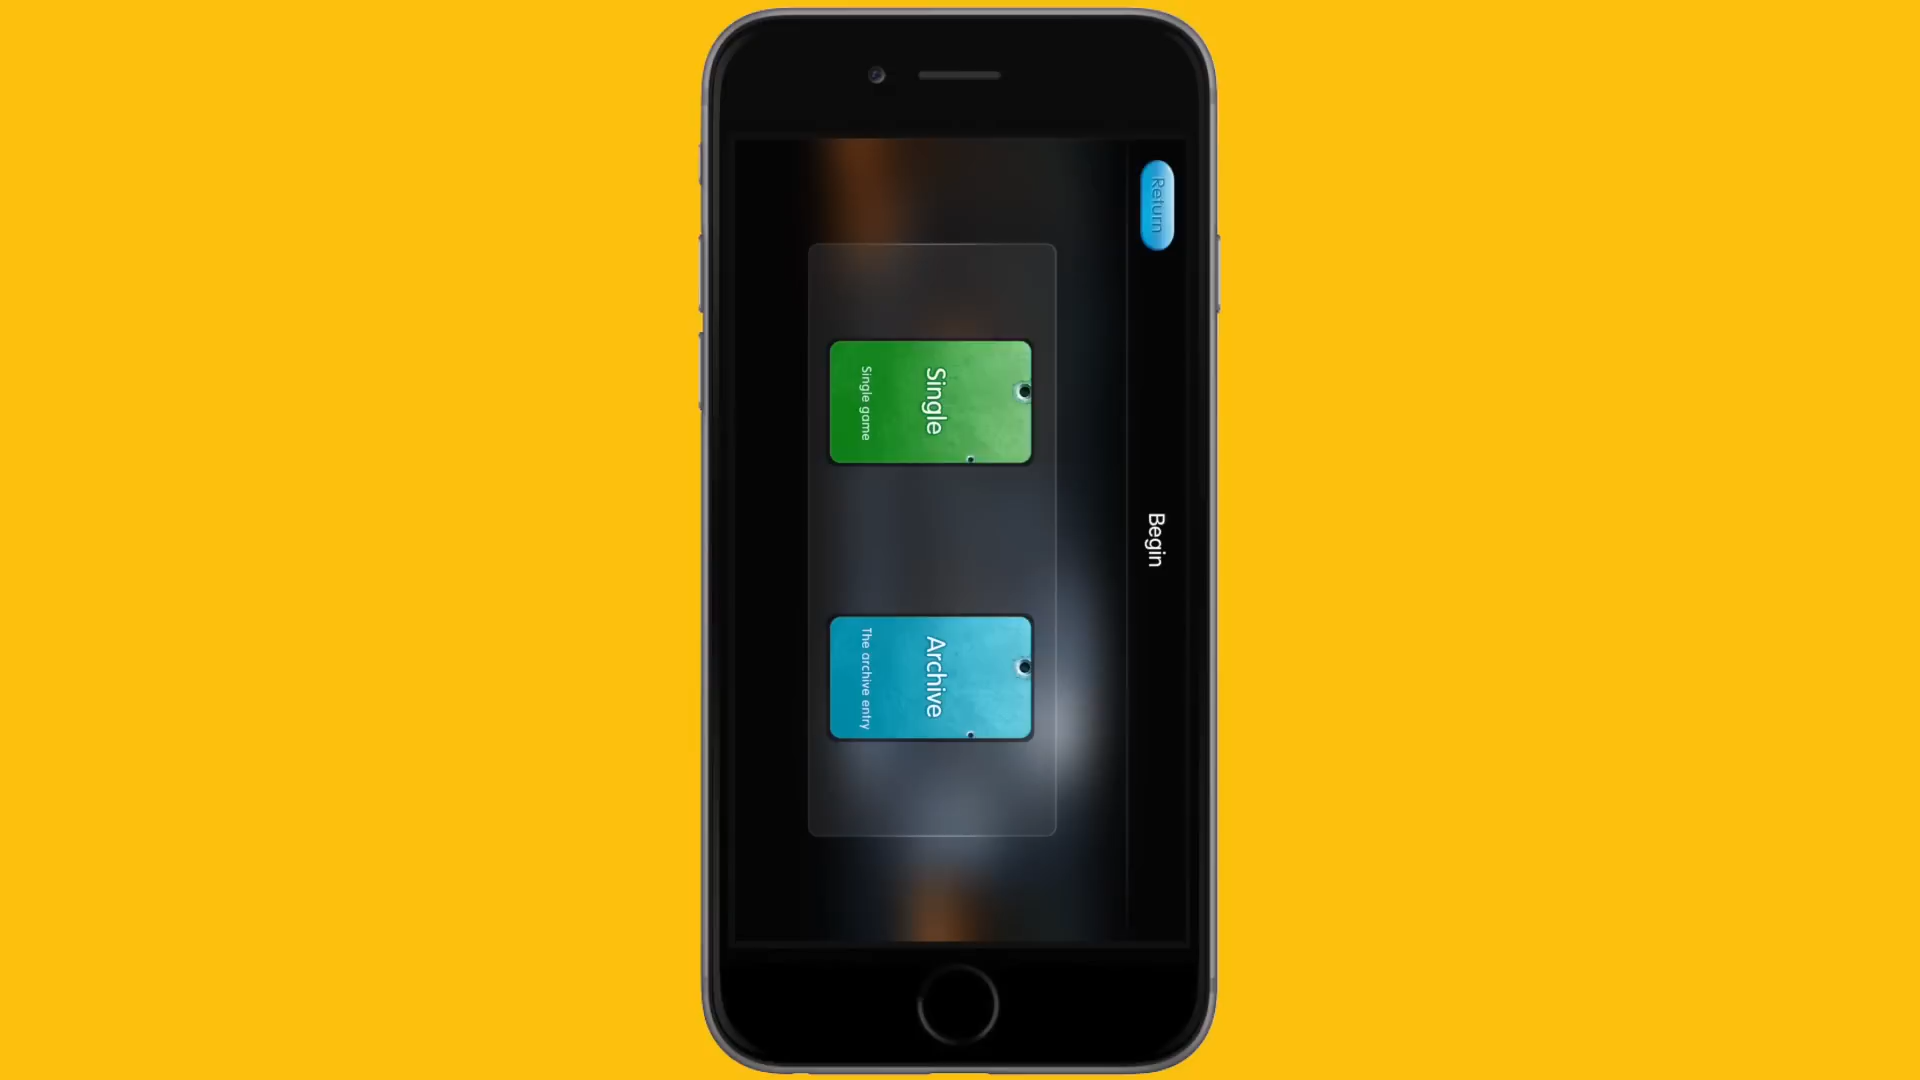 Return
Begin
Single
Single game
Archive
The archive entry